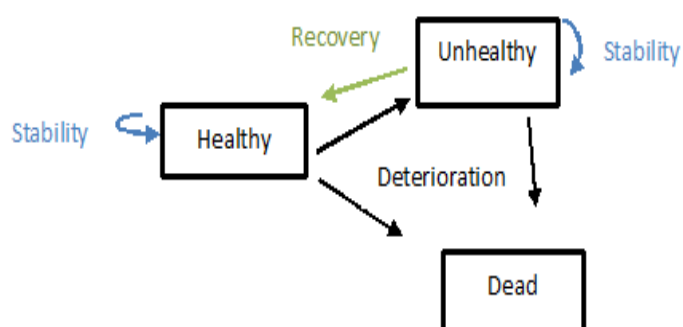 Recovery
Unhealthy
Stability
Stability
Healthy
Deterioration
Dead